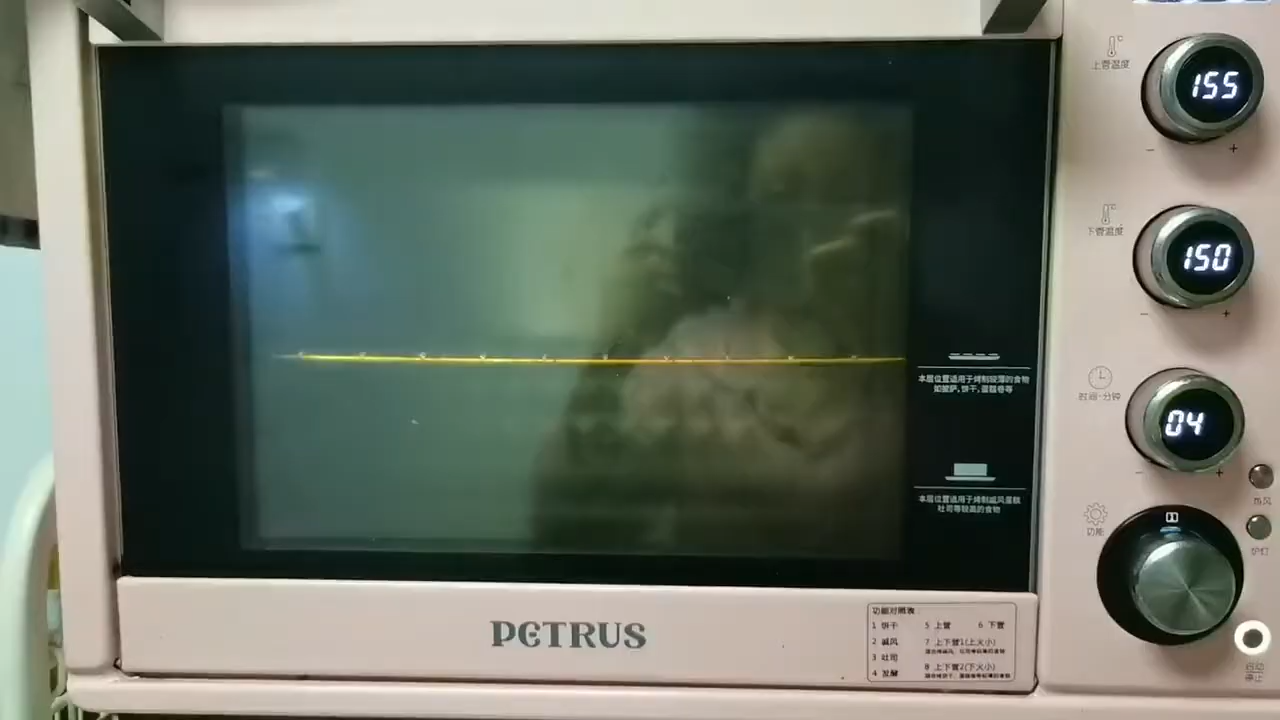 上管温度
155
- +
下管温度
150
- +
时间·分钟
04
- +
热风
功能
炉灯
启动
停止
本层位置适用于烤制较薄的食物
如披萨,饼干,蛋糕卷等
本层位置适用于烤制戚风蛋糕
吐司等较高的食物
PETRUS
功能对照表
1 饼干 5 上管 6 下管
2 戚风 7 上下管1(上火小)
3 吐司
4 发酵 8 上下管2(下火小)